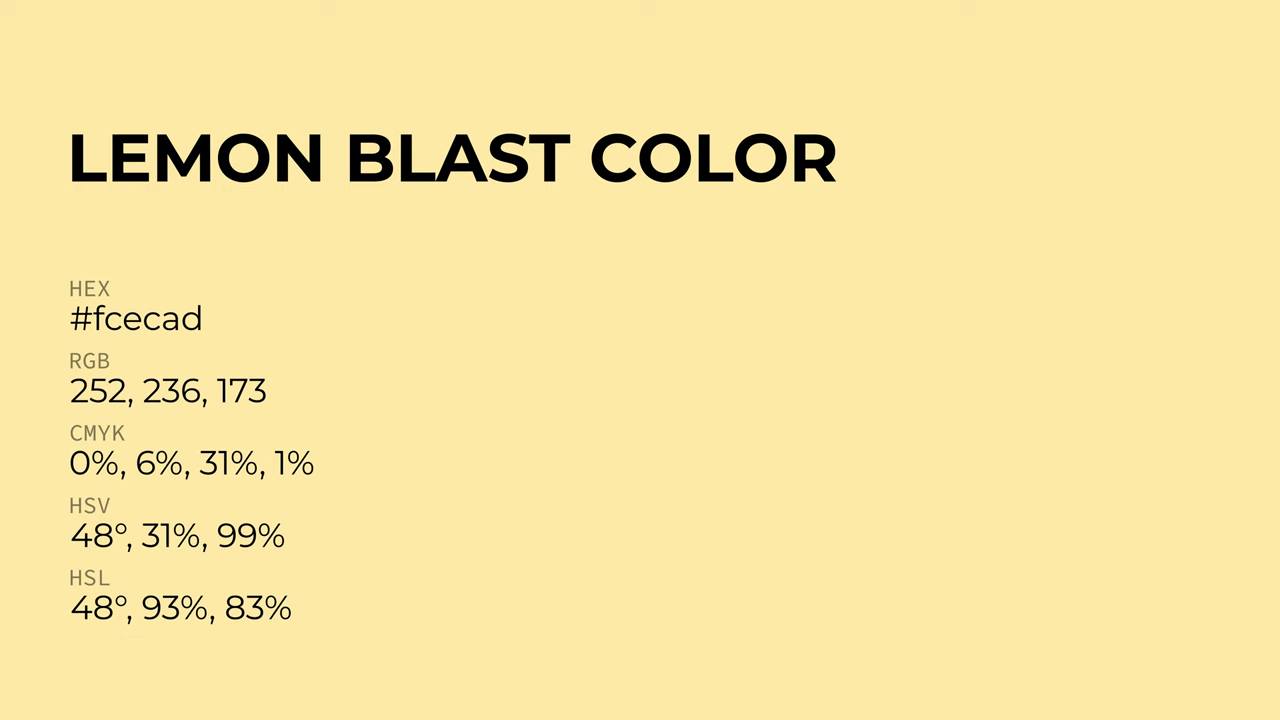 LEMON BLAST COLOR
HEX
#fcecad
RGB
252, 236, 173
CMYK
0%, 6%, 31%, 1%
HSV
48°, 31%, 99%
HSL
48°, 93%, 83%